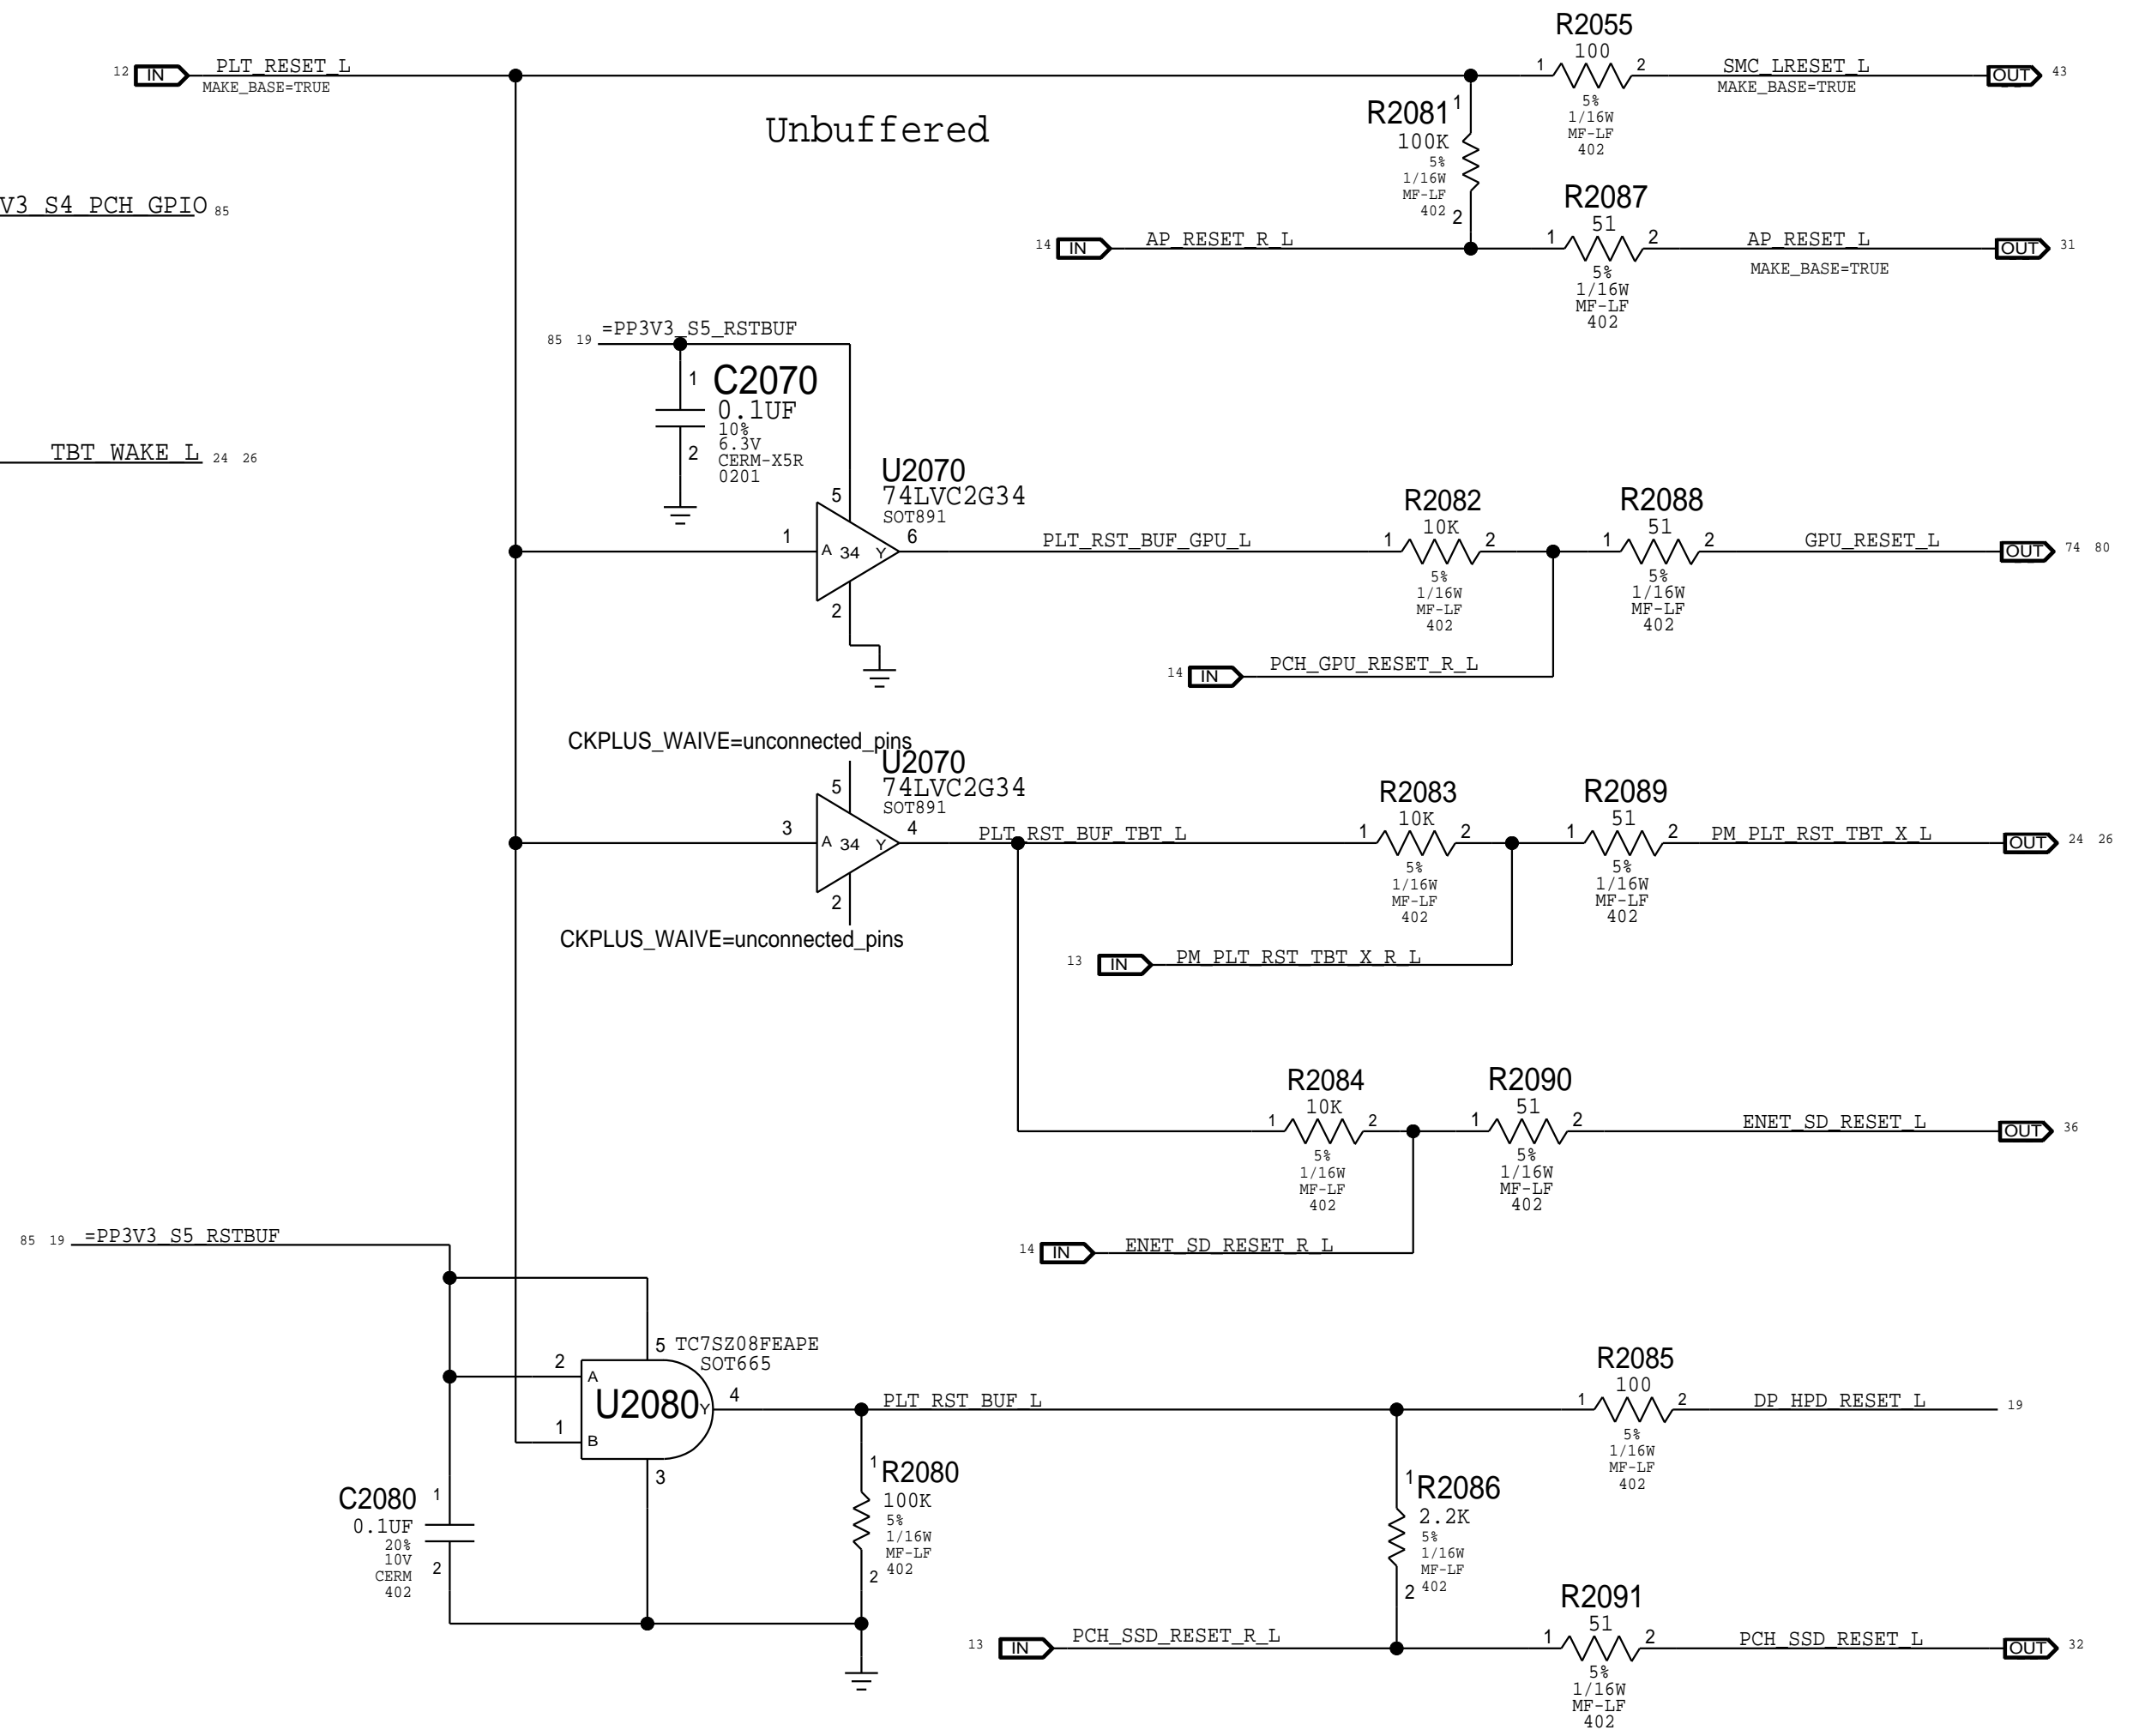 R2055
100
12 IN PLT_RESET_L
MAKE_BASE=TRUE
1 2
SMC_LRESET_L
MAKE_BASE=TRUE
OUT 43
5%
1/16W
MF-LF
402
Unbuffered
R2081
1
100K
5%
1/16W
MF-LF
402
2
V3_S4_PCH_GPIO 85
R2087
51
14 IN AP_RESET_R_L
1 2
AP_RESET_L
MAKE_BASE=TRUE
OUT 31
5%
1/16W
MF-LF
402
85 19 =PP3V3_S5_RSTBUF
1
C2070
0.1UF
10%
6.3V
CERM-X5R
0201
2
TBT_WAKE_L 24 26
U2070
74LVC2G34
SOT891
5
1 A 34 Y 6
2
PLT_RST_BUF_GPU_L
R2082
10K
1 2
5%
1/16W
MF-LF
402
R2088
51
1 2
5%
1/16W
MF-LF
402
GPU_RESET_L
OUT 74 80
14 IN PCH_GPU_RESET_R_L
CKPLUS_WAIVE=unconnected_pins
U2070
74LVC2G34
SOT891
5
3 A 34 Y 4
2
CKPLUS_WAIVE=unconnected_pins
PLT_RST_BUF_TBT_L
R2083
10K
1 2
5%
1/16W
MF-LF
402
R2089
51
1 2
5%
1/16W
MF-LF
402
PM_PLT_RST_TBT_X_L
OUT 24 26
13 IN PM_PLT_RST_TBT_X_R_L
R2084
10K
1 2
5%
1/16W
MF-LF
402
R2090
51
1 2
5%
1/16W
MF-LF
402
ENET_SD_RESET_L
OUT 36
14 IN ENET_SD_RESET_R_L
85 19 =PP3V3_S5_RSTBUF
5 TC7SZ08FEAPE
SOT665
2 A
U2080 Y 4
1 B
3
PLT_RST_BUF_L
R2085
100
1 2
5%
1/16W
MF-LF
402
DP_HPD_RESET_L 19
C2080 1
0.1UF
20%
10V
CERM
402
2
1 R2080
100K
5%
1/16W
MF-LF
402
2
1 R2086
2.2K
5%
1/16W
MF-LF
402
2
13 IN PCH_SSD_RESET_R_L
R2091
51
1 2
5%
1/16W
MF-LF
402
PCH_SSD_RESET_L
OUT 32